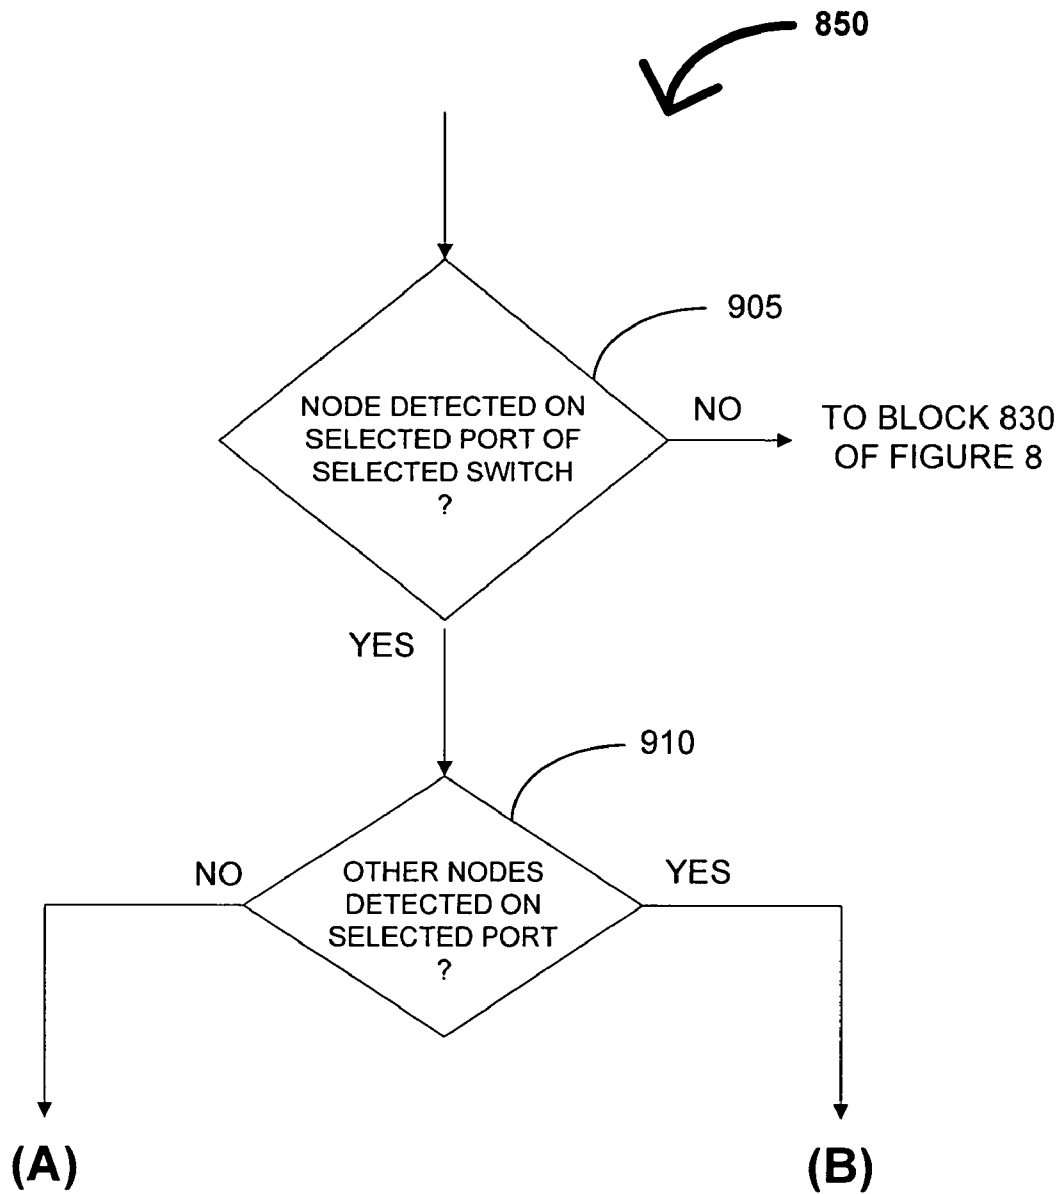 850
905
NODE DETECTED ON
SELECTED PORT OF
SELECTED SWITCH
?
NO
TO BLOCK 830
OF FIGURE 8
YES
910
NO
OTHER NODES
DETECTED ON
SELECTED PORT
?
YES
(A)
(B)